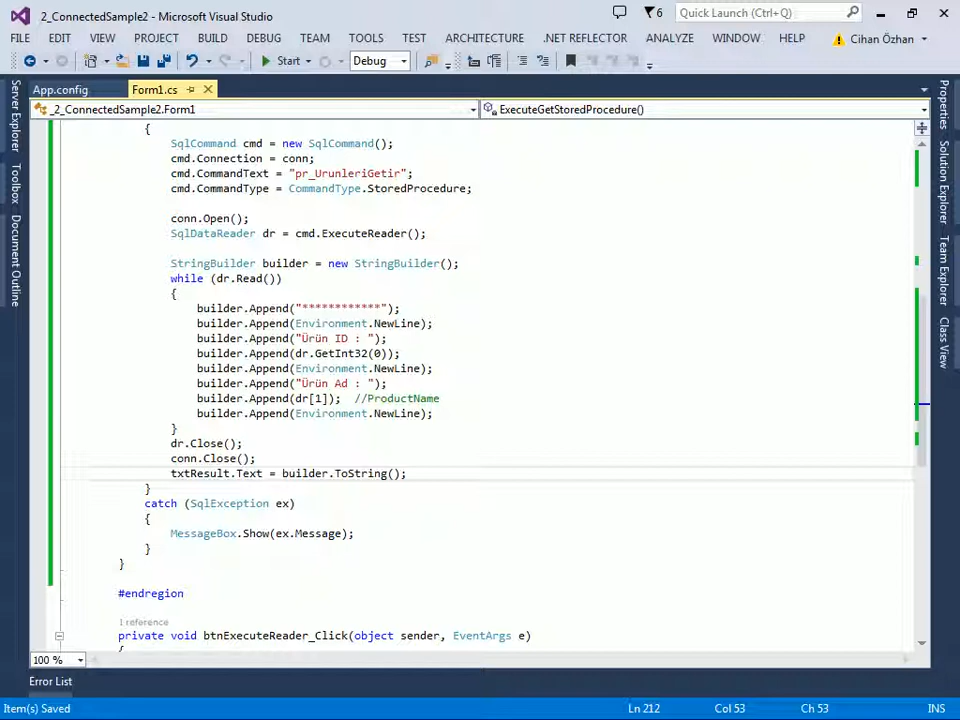 2_ConnectedSample2 - Microsoft Visual Studio
6
Quick Launch (Ctrl+Q)
FILE EDIT VIEW PROJECT BUILD DEBUG TEAM TOOLS TEST ARCHITECTURE .NET REFLECTOR ANALYZE WINDOW HELP Cihan Özhan
Start Debug
App.config Form1.cs
_2_ConnectedSample2.Form1 ExecuteGetStoredProcedure()
Server Explorer
Toolbox
Document Outline
{
SqlCommand cmd = new SqlCommand();
cmd.Connection = conn;
cmd.CommandText = "pr_UrunleriGetir";
cmd.CommandType = CommandType.StoredProcedure;
conn.Open();
SqlDataReader dr = cmd.ExecuteReader();
StringBuilder builder = new StringBuilder();
while (dr.Read())
{
builder.Append("************");
builder.Append(Environment.NewLine);
builder.Append("Ürün ID : ");
builder.Append(dr.GetInt32(0));
builder.Append(Environment.NewLine);
builder.Append("Ürün Ad : ");
builder.Append(dr[1]); //ProductName
builder.Append(Environment.NewLine);
}
dr.Close();
conn.Close();
txtResult.Text = builder.ToString();
}
catch (SqlException ex)
{
MessageBox.Show(ex.Message);
}
}
#endregion
1 reference
private void btnExecuteReader_Click(object sender, EventArgs e)
{
Properties
Solution Explorer
Team Explorer
Class View
100 %
Error List
Item(s) Saved Ln 212 Col 53 Ch 53 INS